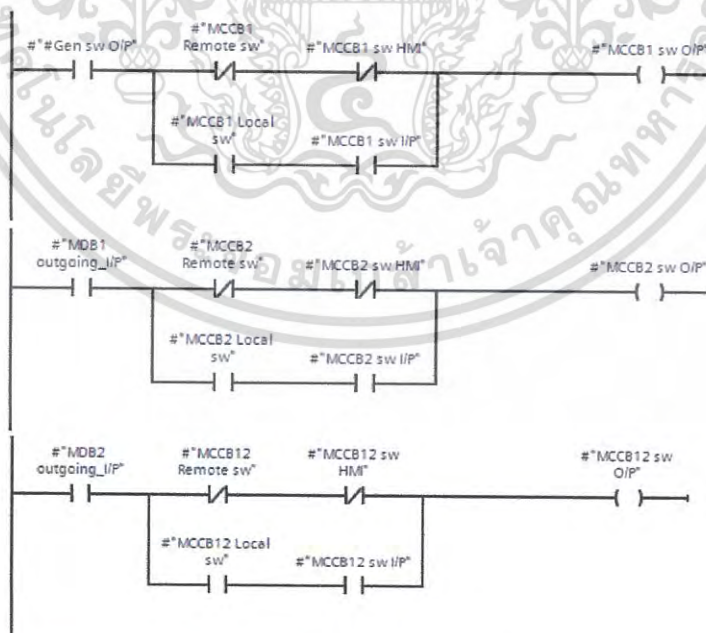 #"MCCB1
#"#Gen sw O/P"
Remote sw"
#"MCCB1 sw HMI"
#"MCCB1 sw O/P"
#"MCCB1 Local
sw"
#"MCCB1 sw I/P"
#"MDB1
outgoing_I/P"
#"MCCB2
Remote sw"
#"MCCB2 sw HMI"
#"MCCB2 sw O/P"
#"MCCB2 Local
sw"
#"MCCB2 sw I/P"
#"MDB2
outgoing_I/P"
#"MCCB12
Remote sw"
#"MCCB12 sw
HMI"
#"MCCB12 sw
O/P"
#"MCCB12 Local
sw"
#"MCCB12 sw I/P"